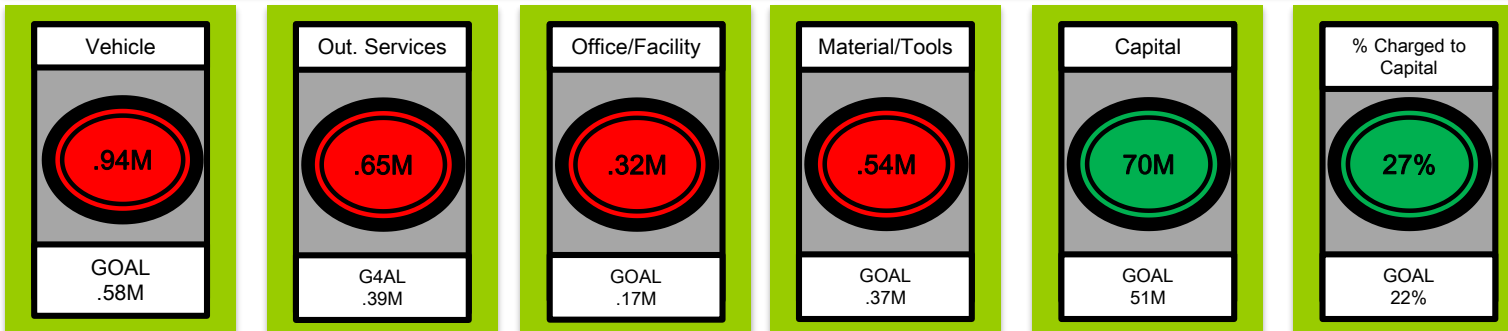 Vehicle
.94M
GOAL
.58M
Out. Services
.65M
G4AL
.39M
Office/Facility
.32M
GOAL
.17M
Material/Tools
.54M
GOAL
.37M
Capital
70M
GOAL
51M
% Charged to
Capital
27%
GOAL
22%